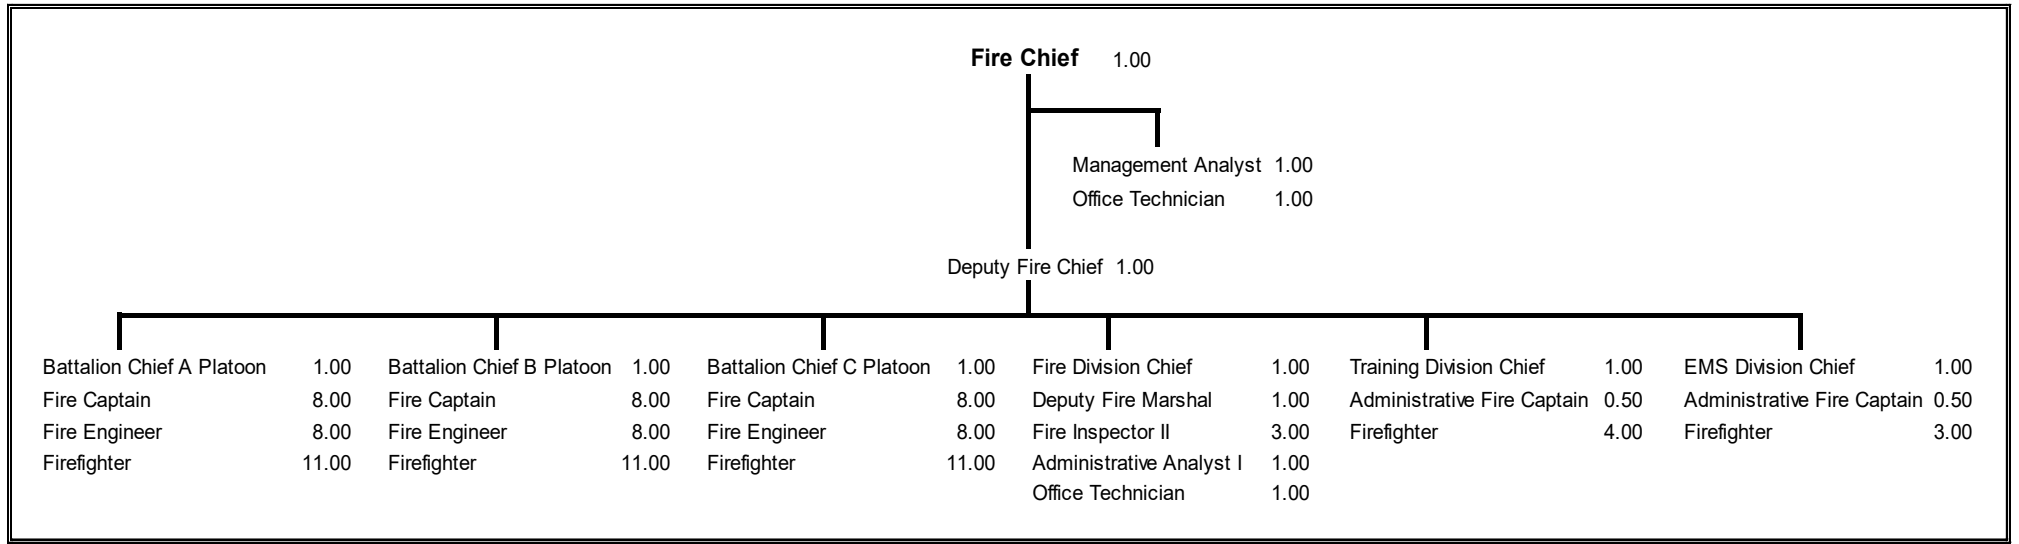 Fire Chief 1.00
Management Analyst 1.00
Office Technician 1.00
Deputy Fire Chief 1.00
Battalion Chief A Platoon 1.00
Fire Captain 8.00
Fire Engineer 8.00
Firefighter 11.00
Battalion Chief B Platoon 1.00
Fire Captain 8.00
Fire Engineer 8.00
Firefighter 11.00
Battalion Chief C Platoon 1.00
Fire Captain 8.00
Fire Engineer 8.00
Firefighter 11.00
Fire Division Chief 1.00
Deputy Fire Marshal 1.00
Fire Inspector II 3.00
Administrative Analyst I 1.00
Office Technician 1.00
Training Division Chief 1.00
Administrative Fire Captain 0.50
Firefighter 4.00
EMS Division Chief 1.00
Administrative Fire Captain 0.50
Firefighter 3.00